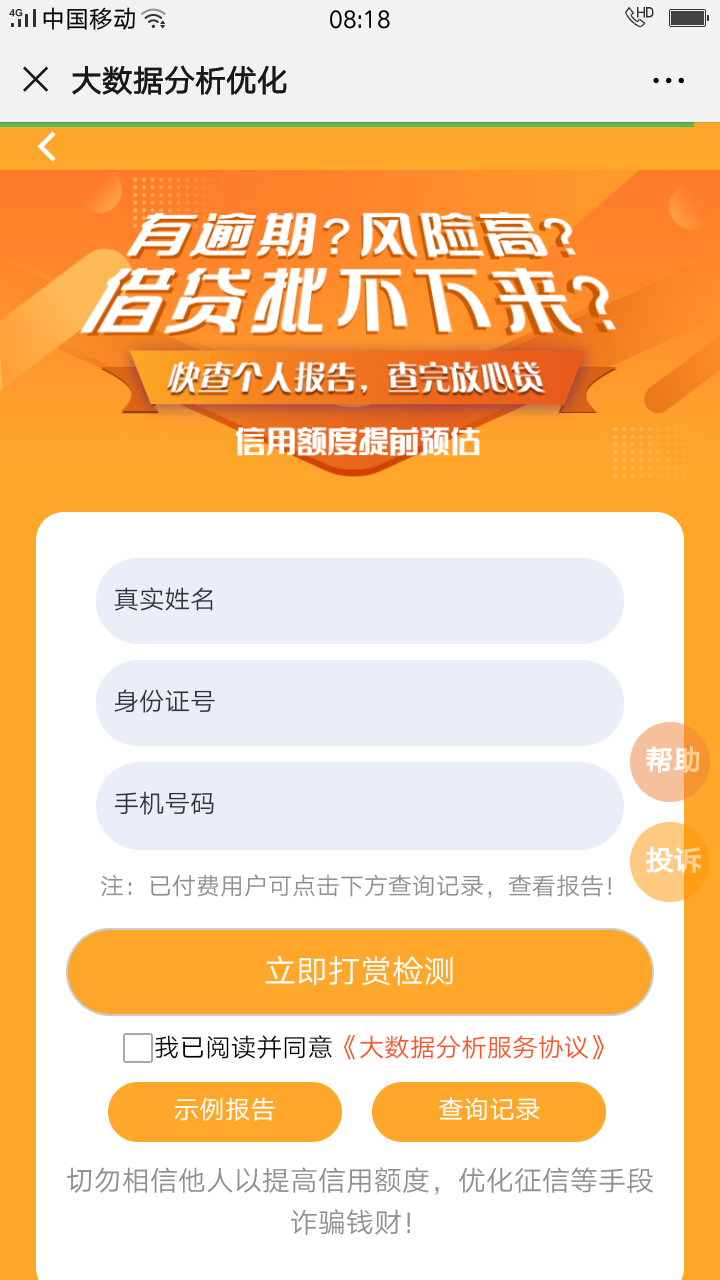 4G 中国移动 08:18 HD
大数据分析优化
有逾期?风险高?
借贷批不下来?
快查个人报告，查完放心贷
信用额度提前预估
真实姓名
身份证号
帮助
手机号码
投诉
注：已付费用户可点击下方查询记录，查看报告！
立即打赏检测
我已阅读并同意《大数据分析服务协议》
示例报告 查询记录
切勿相信他人以提高信用额度，优化征信等手段
诈骗钱财！